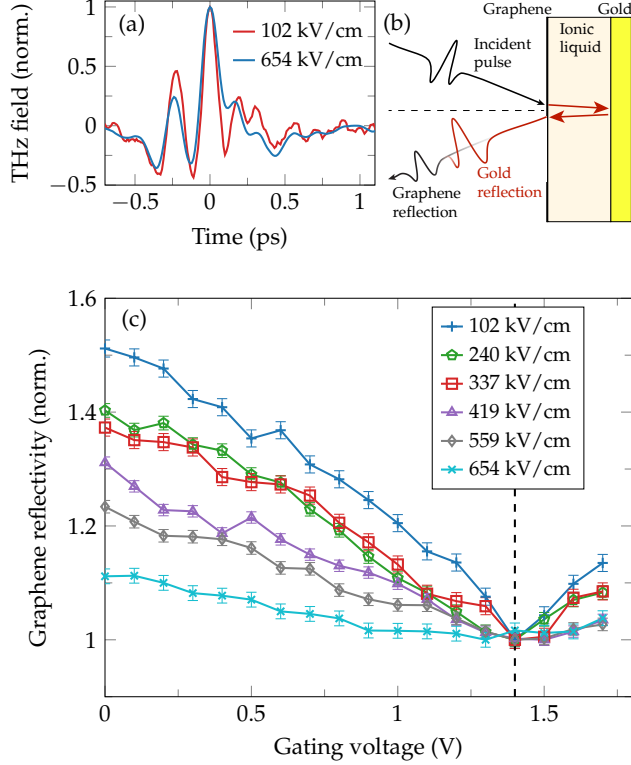 (a)
102 kV/cm
654 kV/cm
THz field (norm.)
1
0.5
0
−0.5
−0.5
0
0.5
1
Time (ps)
(b)
Graphene
Ionic
liquid
Gold
Incident
pulse
Gold
reflection
Graphene
reflection
(c)
102 kV/cm
240 kV/cm
337 kV/cm
419 kV/cm
559 kV/cm
654 kV/cm
Graphene reflectivity (norm.)
1.6
1.4
1.2
1
0
0.5
1
1.5
Gating voltage (V)